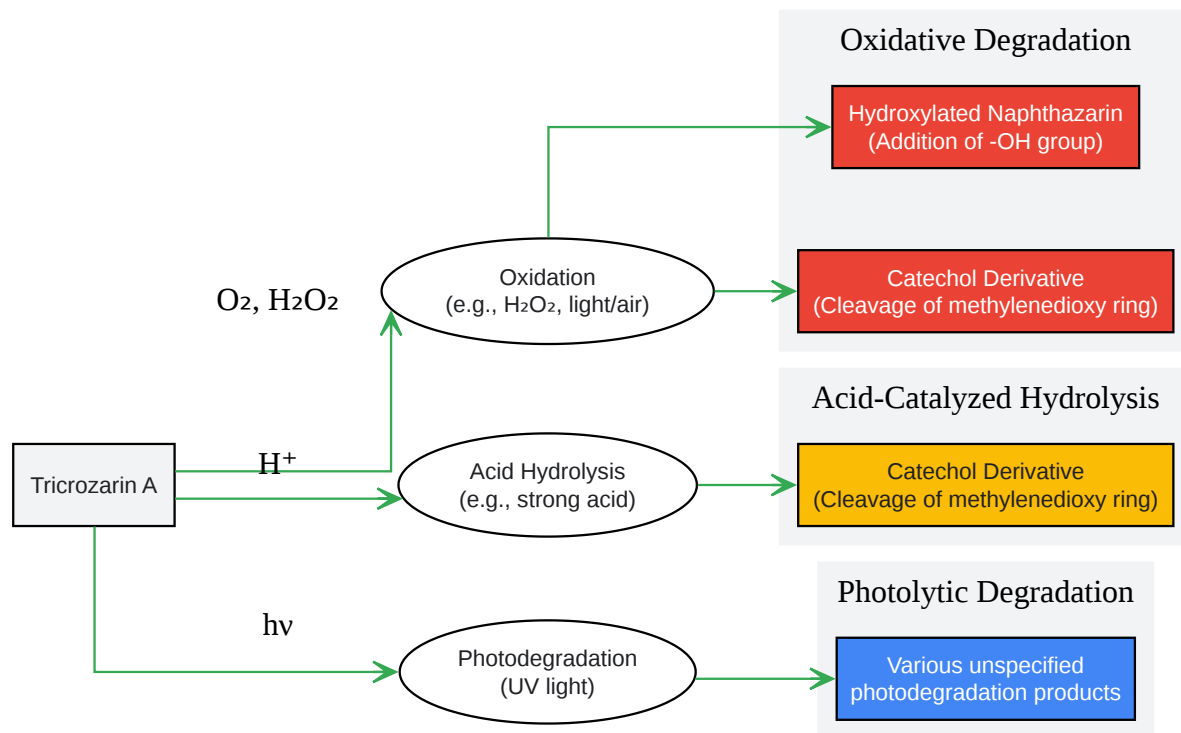 Oxidative Degradation
Hydroxylated Naphthazarin
(Addition of -OH group)
Oxidation
(e.g., H₂O₂, light/air)
O₂, H₂O₂
Catechol Derivative
(Cleavage of methylenedioxy ring)
Acid-Catalyzed Hydrolysis
Tricrozarin A
H⁺
Acid Hydrolysis
(e.g., strong acid)
Catechol Derivative
(Cleavage of methylenedioxy ring)
Photolytic Degradation
hν
Photodegradation
(UV light)
Various unspecified
photodegradation products